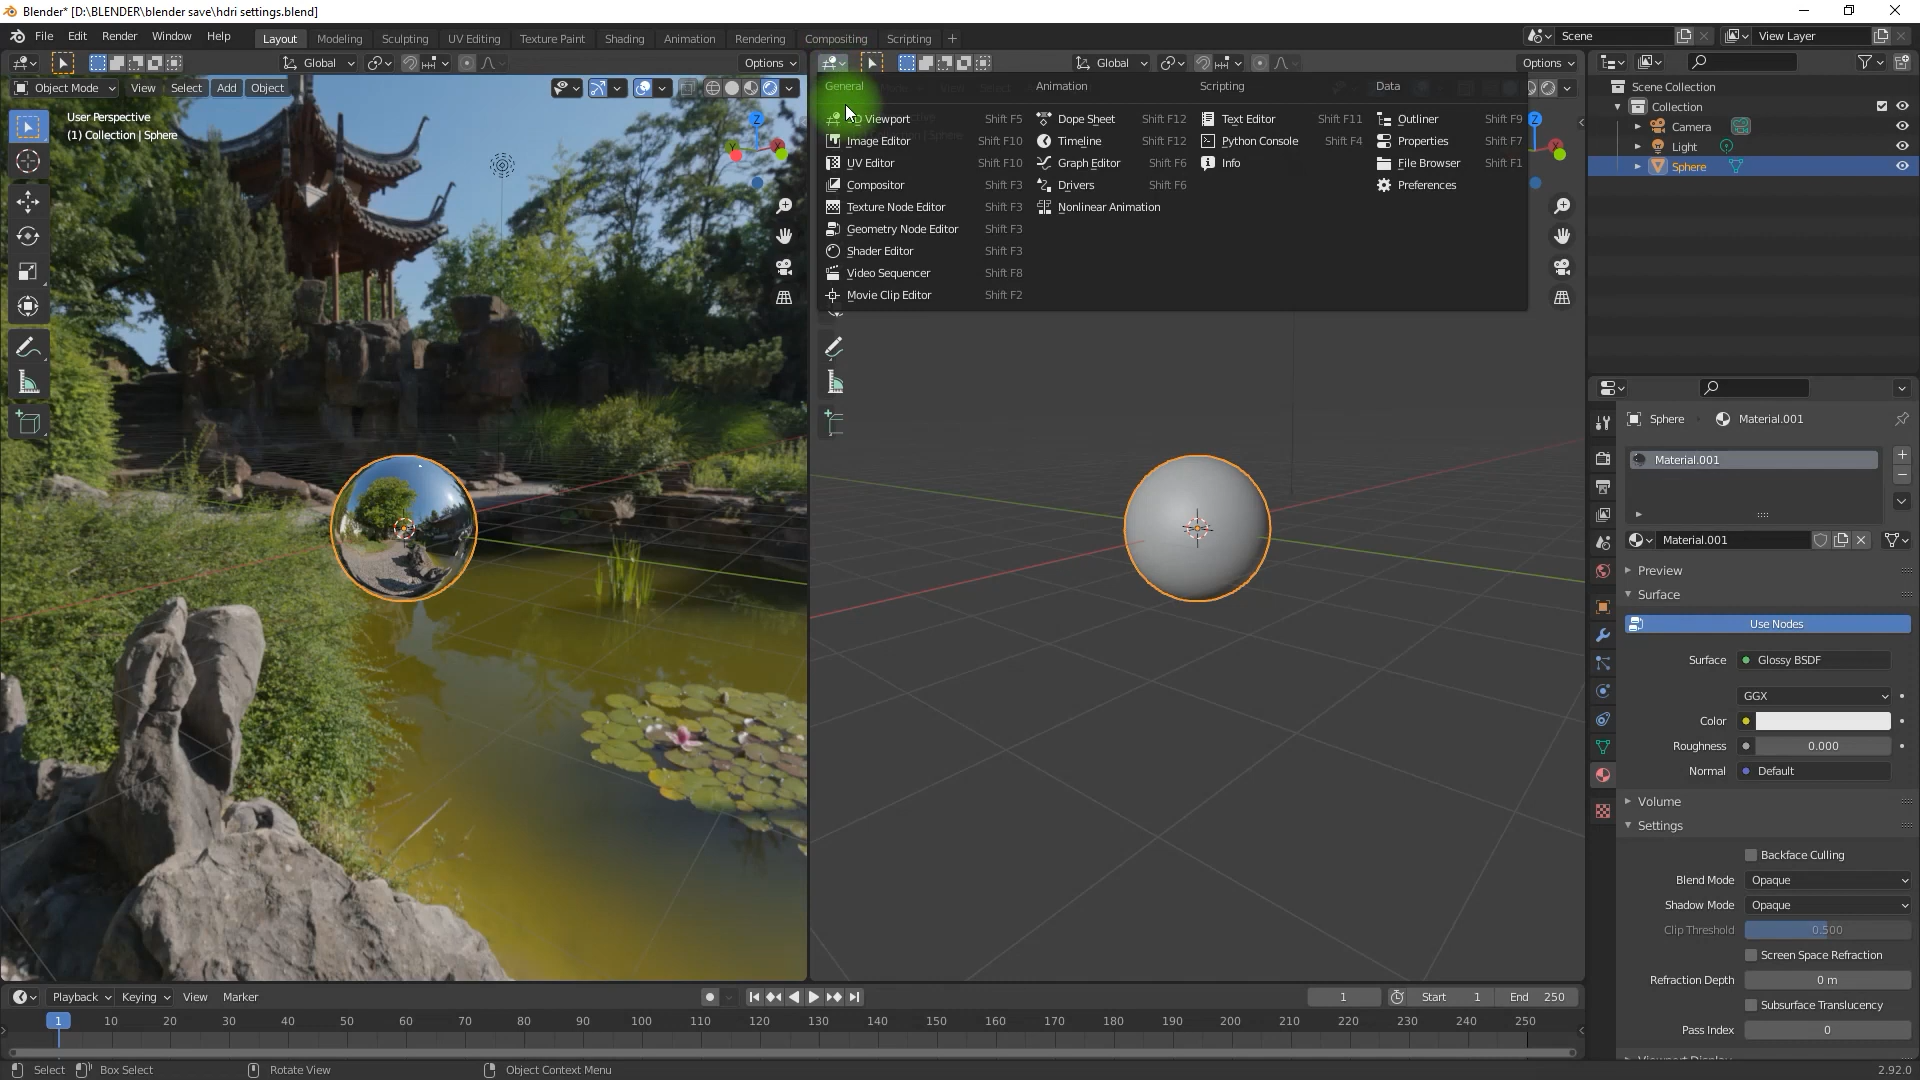 Blender* [D:\BLENDER\blender save\hdri settings.blend]
File Edit Render Window Help Layout Modeling Sculpting UV Editing Texture Paint Shading Animation Rendering Compositing Scripting + Scene View Layer
Global Options Global Options
Object Mode View Select Add Object
User Perspective
(1) Collection | Sphere
General Animation Scripting Data
3D Viewport Shift F5 Dope Sheet Shift F12 Text Editor Shift F11 Outliner Shift F9
Image Editor Shift F10 Timeline Shift F12 Python Console Shift F4 Properties Shift F7
UV Editor Shift F10 Graph Editor Shift F6 Info File Browser Shift F1
Compositor Shift F3 Drivers Shift F6 Preferences
Texture Node Editor Shift F3 Nonlinear Animation
Geometry Node Editor Shift F3
Shader Editor Shift F3
Video Sequencer Shift F8
Movie Clip Editor Shift F2
Z Y X
Z
Scene Collection
Collection
Camera
Light
Sphere
Sphere Material.001
Material.001
Material.001
Preview
Surface
Use Nodes
Surface Glossy BSDF
GGX
Color
Roughness 0.000
Normal Default
Volume
Settings
Backface Culling
Blend Mode Opaque
Shadow Mode Opaque
Clip Threshold 0.500
Screen Space Refraction
Refraction Depth 0 m
Subsurface Translucency
Pass Index 0
Viewport Display
Playback Keying View Marker 1 Start 1 End 250
1 10 20 30 40 50 60 70 80 90 100 110 120 130 140 150 160 170 180 190 200 210 220 230 240 250
Select Box Select Rotate View Object Context Menu 2.92.0